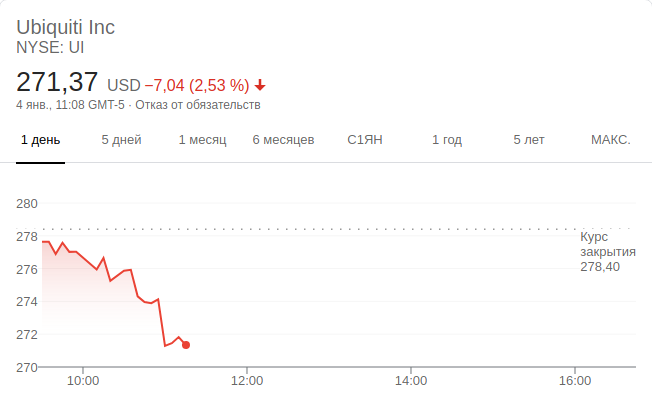 Ubiquiti Inc
NYSE: UI
271,37 USD −7,04 (2,53 %)
4 янв., 11:08 GMT-5 · Отказ от обязательств
1 день 5 дней 1 месяц 6 месяцев С1ЯН 1 год 5 лет МАКС.
280
278
276
274
272
270
Курс
закрытия
278,40
10:00 12:00 14:00 16:00